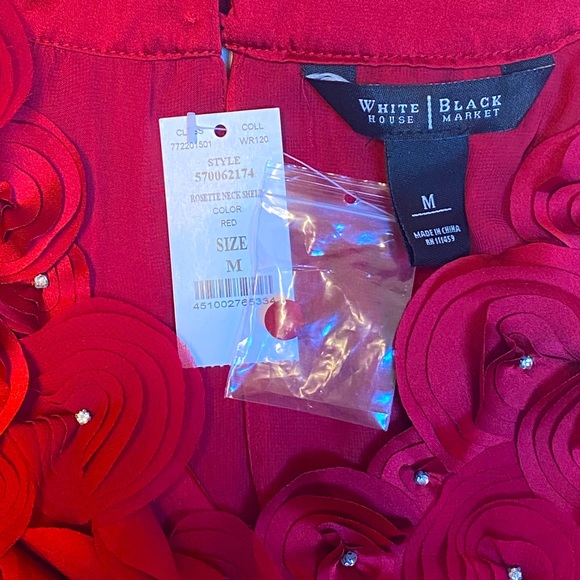 CLASS COLL
772201501 WR120
STYLE
570062174
ROSETTE NECK SHELL
COLOR
RED
SIZE
M
451002765334
WHITE | BLACK
HOUSE | MARKET
M
MADE IN CHINA
RN 111459